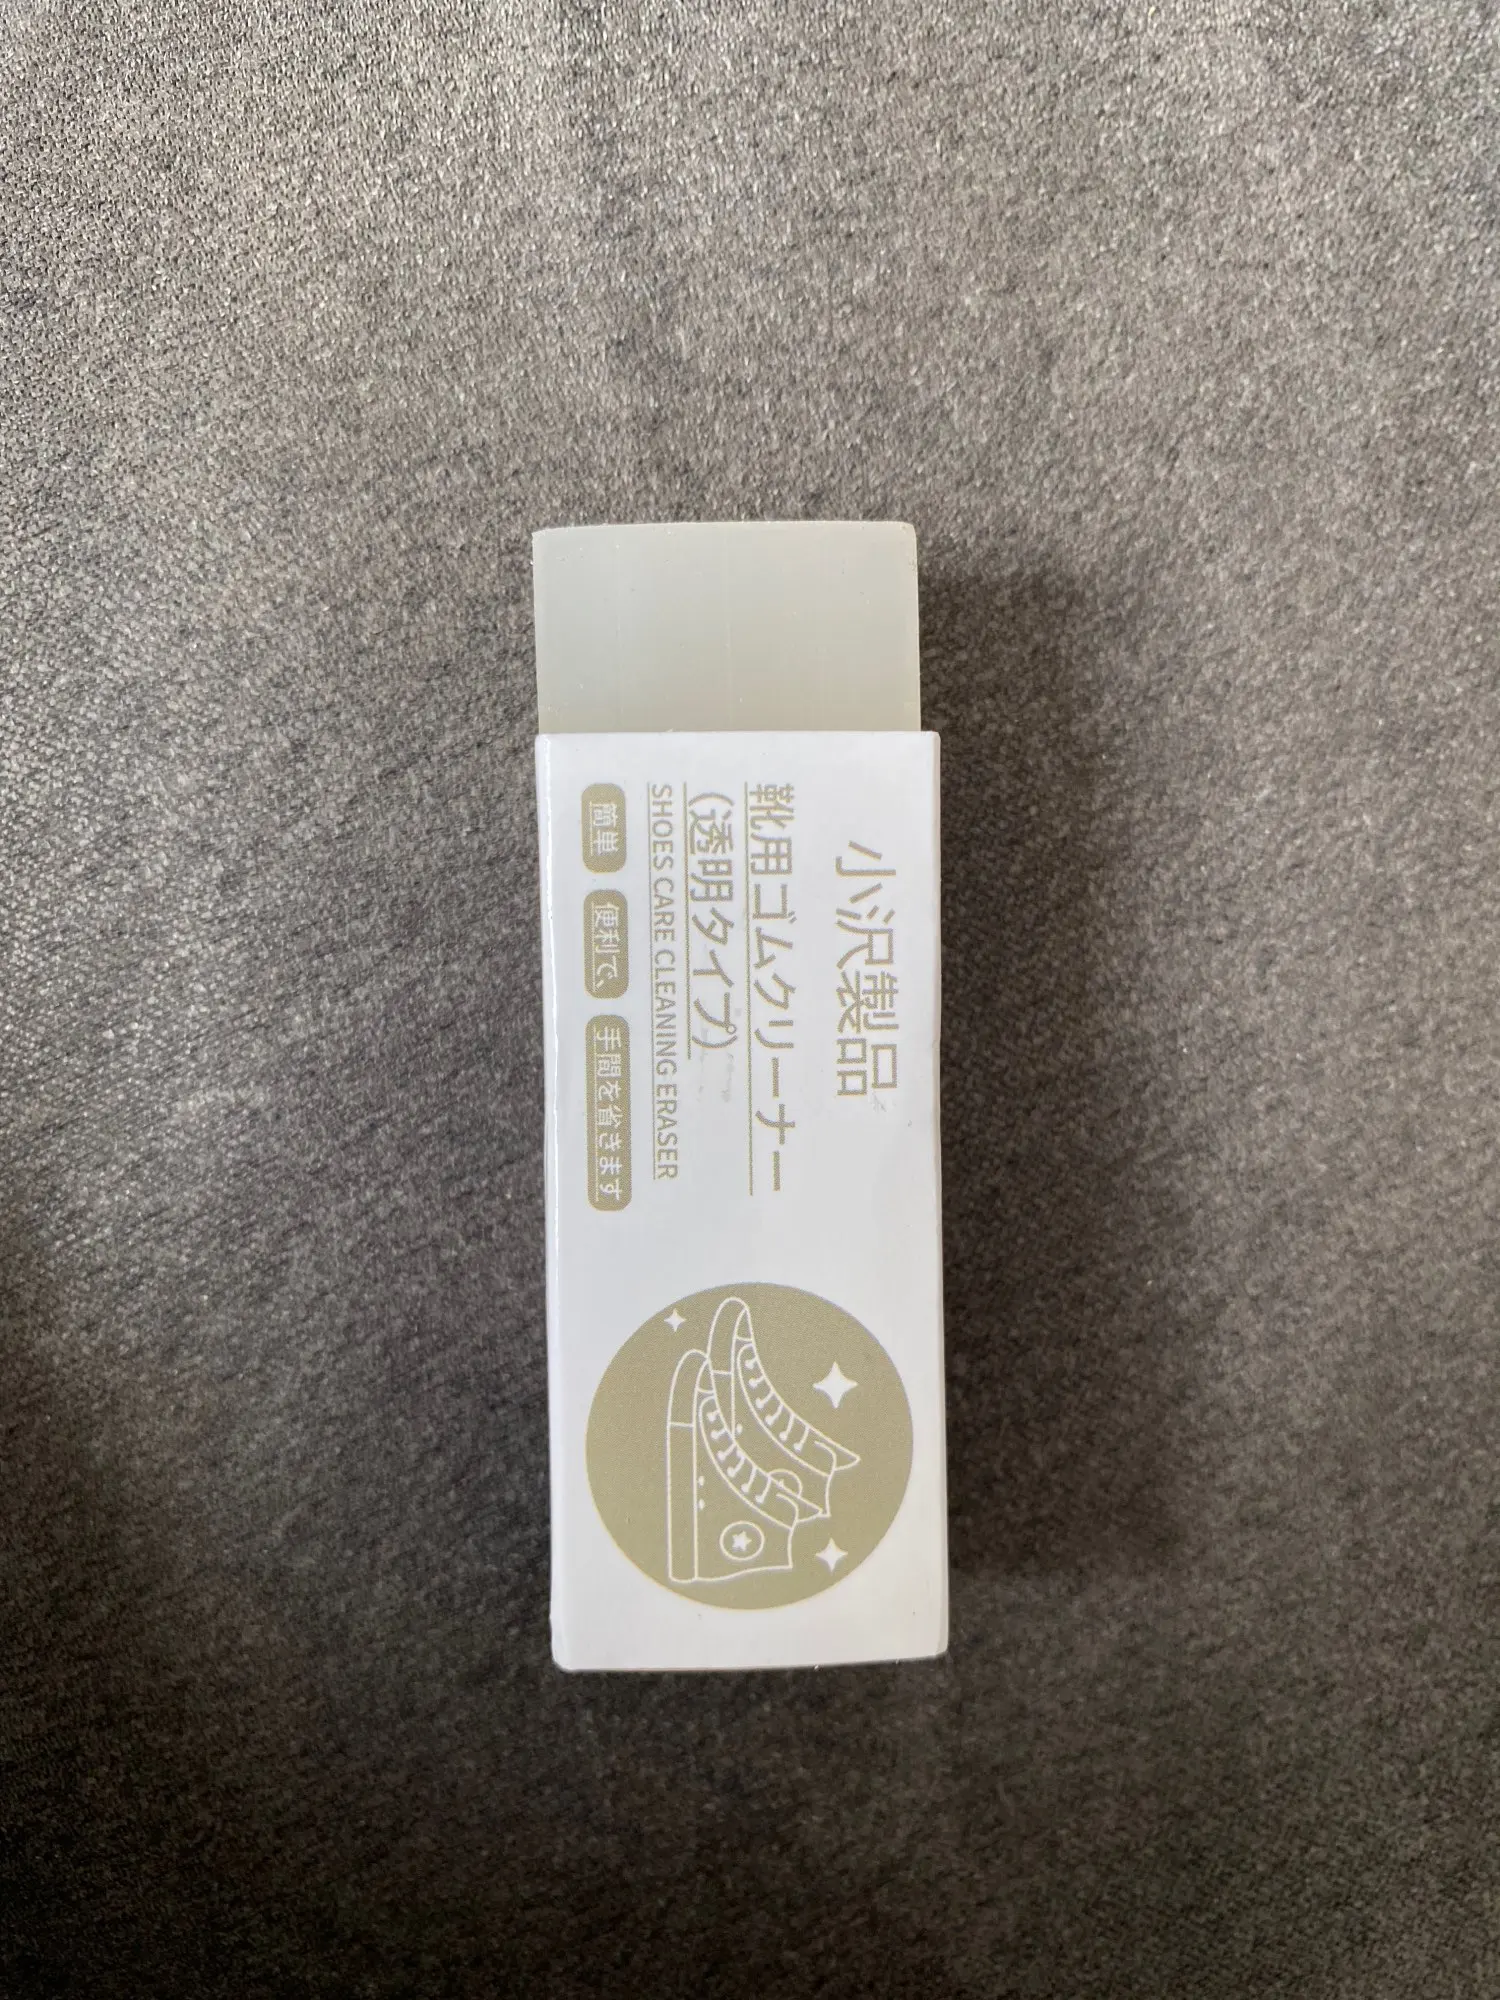 小沢製品
靴用ゴムクリーナー
(透明タイプ)
SHOES CARE CLEANING ERASER
簡単 便利で、 手間を省きます